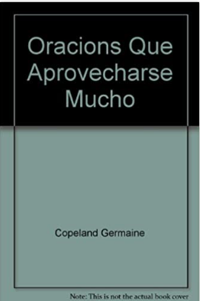 Oracions Que
Aprovecharse
Mucho
Copeland Germaine
Note: This is not the actual book cover